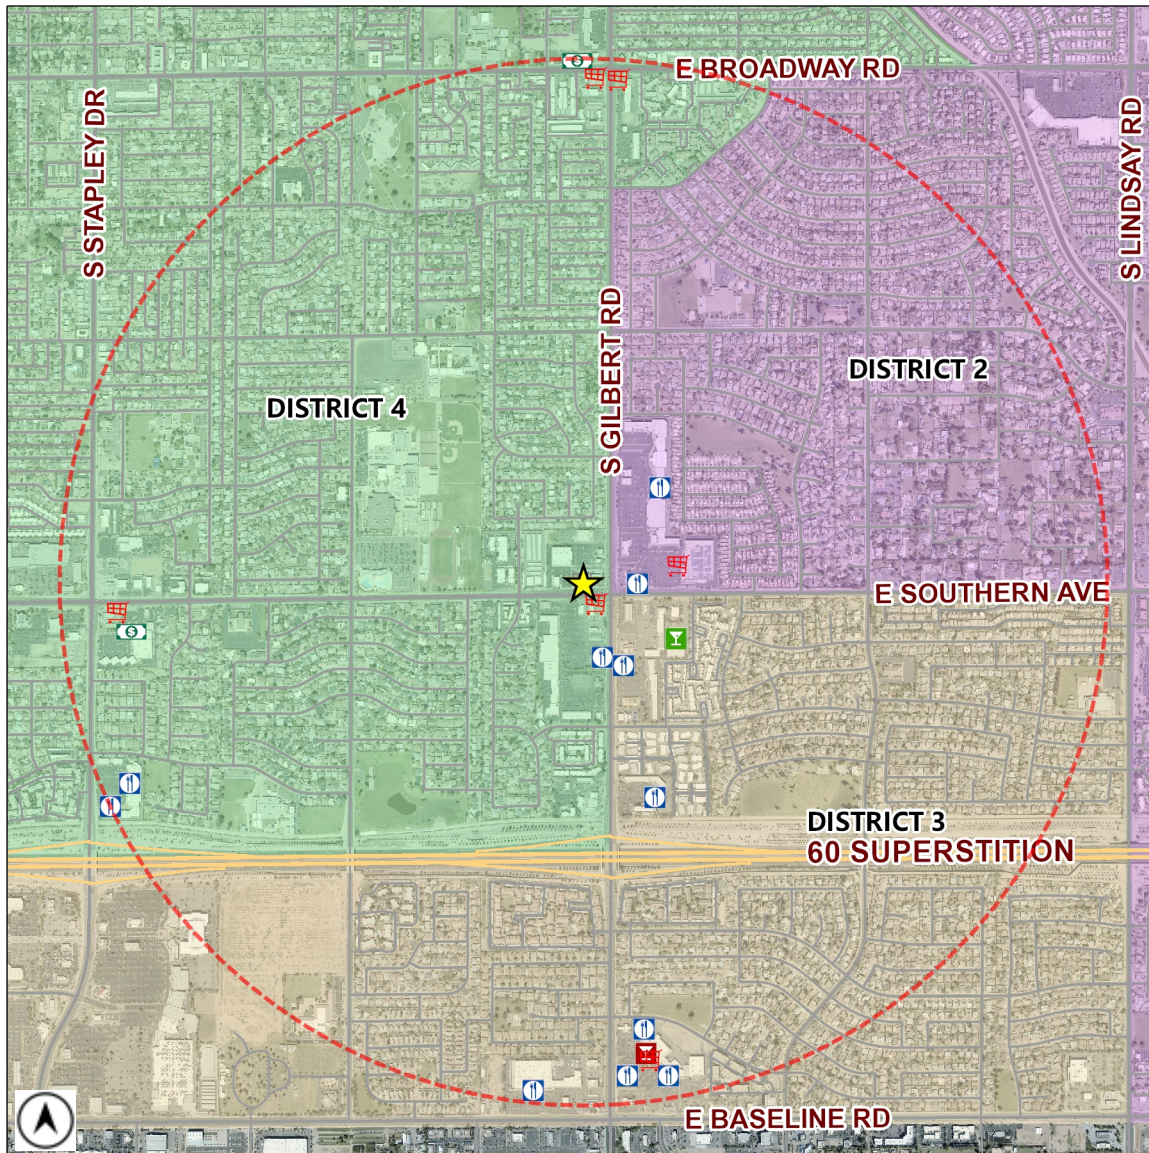 E BROADWAY RD
S STAPLEY DR
S LINDSAY RD
S GILBERT RD
DISTRICT 2
DISTRICT 4
E SOUTHERN AVE
DISTRICT 3
60 SUPERSTITION
E BASELINE RD